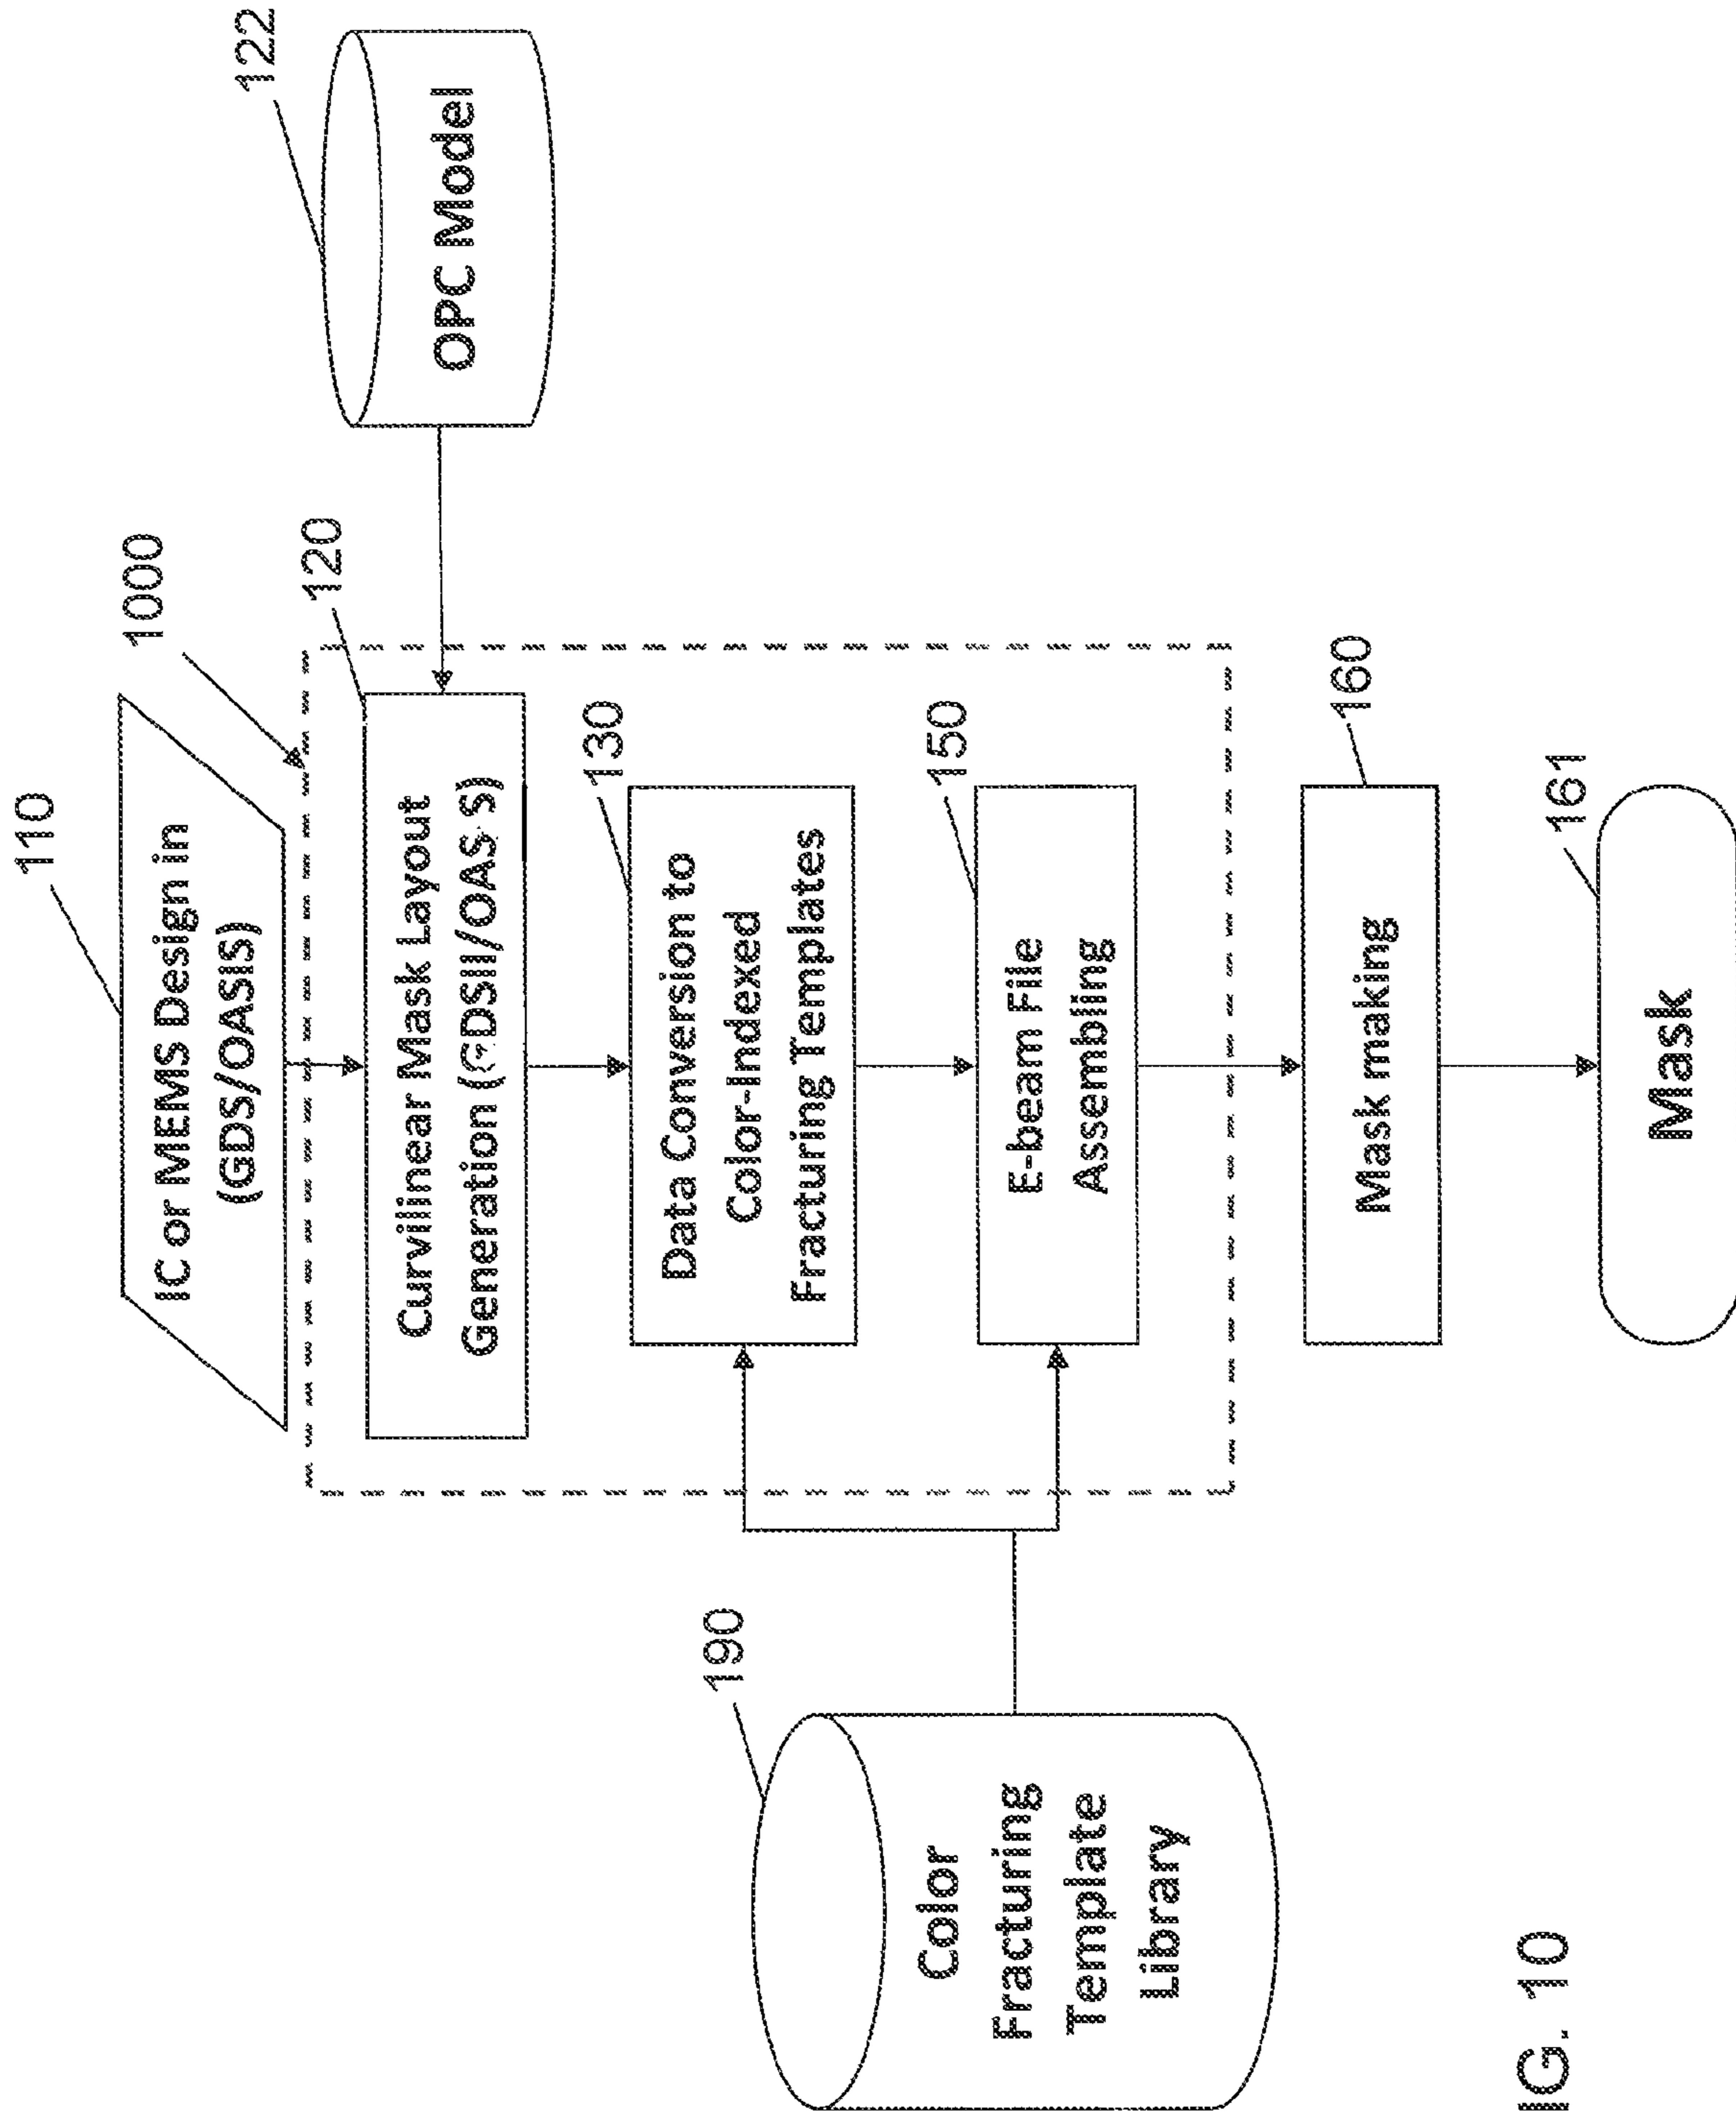 110
IC or MEMS Design in
(GDS/OASIS)
1000
120
Curvilinear Mask Layout
Generation (GDSII/OASIS)
122
OPC Model
130
Data Conversion to
Color-Indexed
Fracturing Templates
190
Color
Fracturing
Template
Library
150
E-beam File
Assembling
160
Mask making
161
Mask
IG. 10